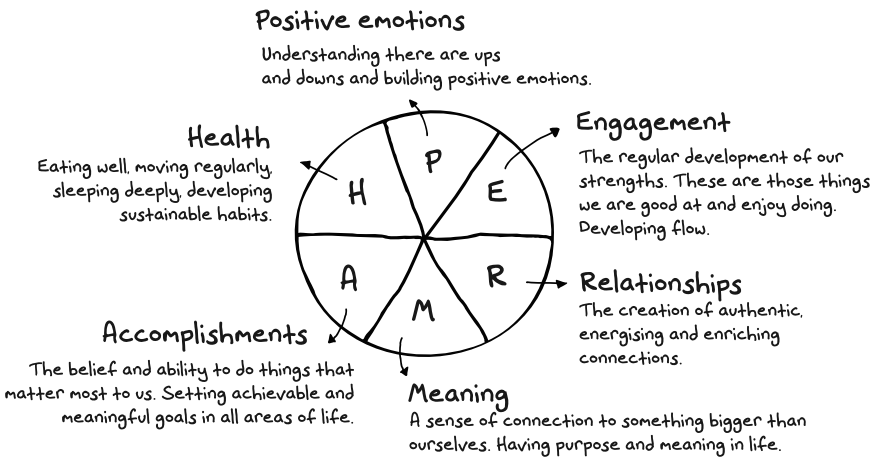 Positive emotions
Understanding there are ups
and downs and building positive emotions.
P
Engagement
The regular development of our
strengths. These are those things
we are good at and enjoy doing.
Developing flow.
E
Relationships
The creation of authentic,
energising and enriching
connections.
R
Meaning
A sense of connection to something bigger than
ourselves. Having purpose and meaning in life.
M
Accomplishments
The belief and ability to do things that
matter most to us. Setting achievable and
meaningful goals in all areas of life.
A
Health
Eating well, moving regularly,
sleeping deeply, developing
sustainable habits.
H